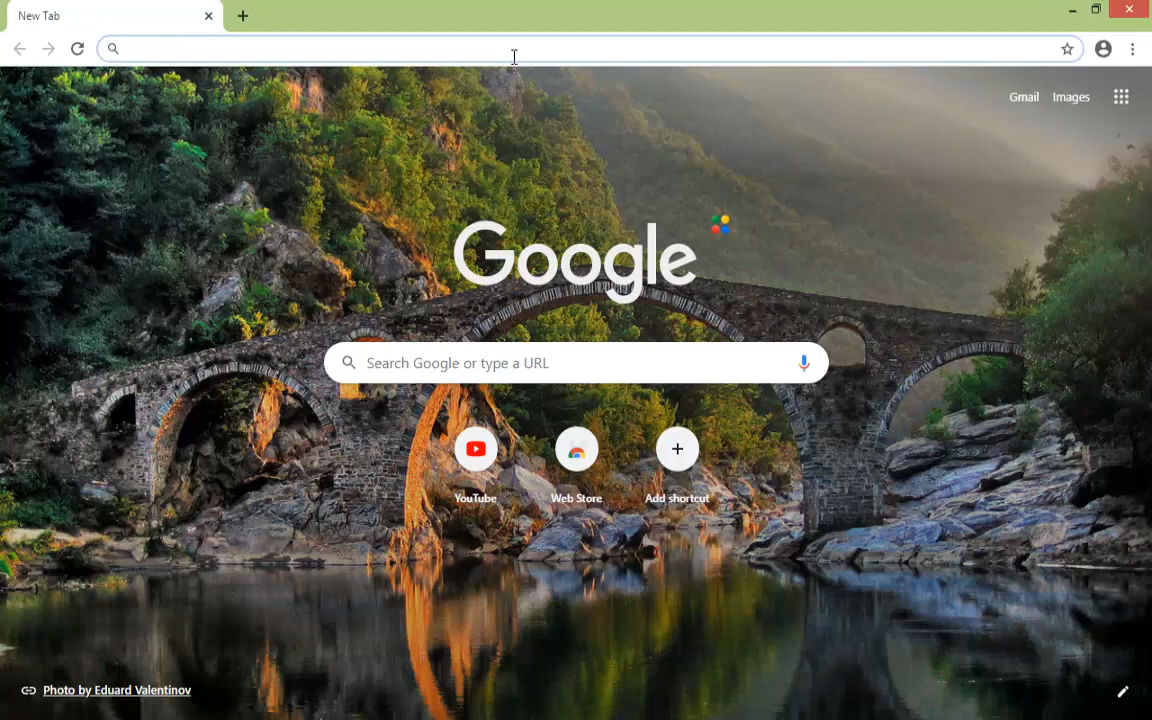 New Tab
Gmail Images
Google
Search Google or type a URL
YouTube
Web Store
Add shortcut
Photo by Eduard Valentinov